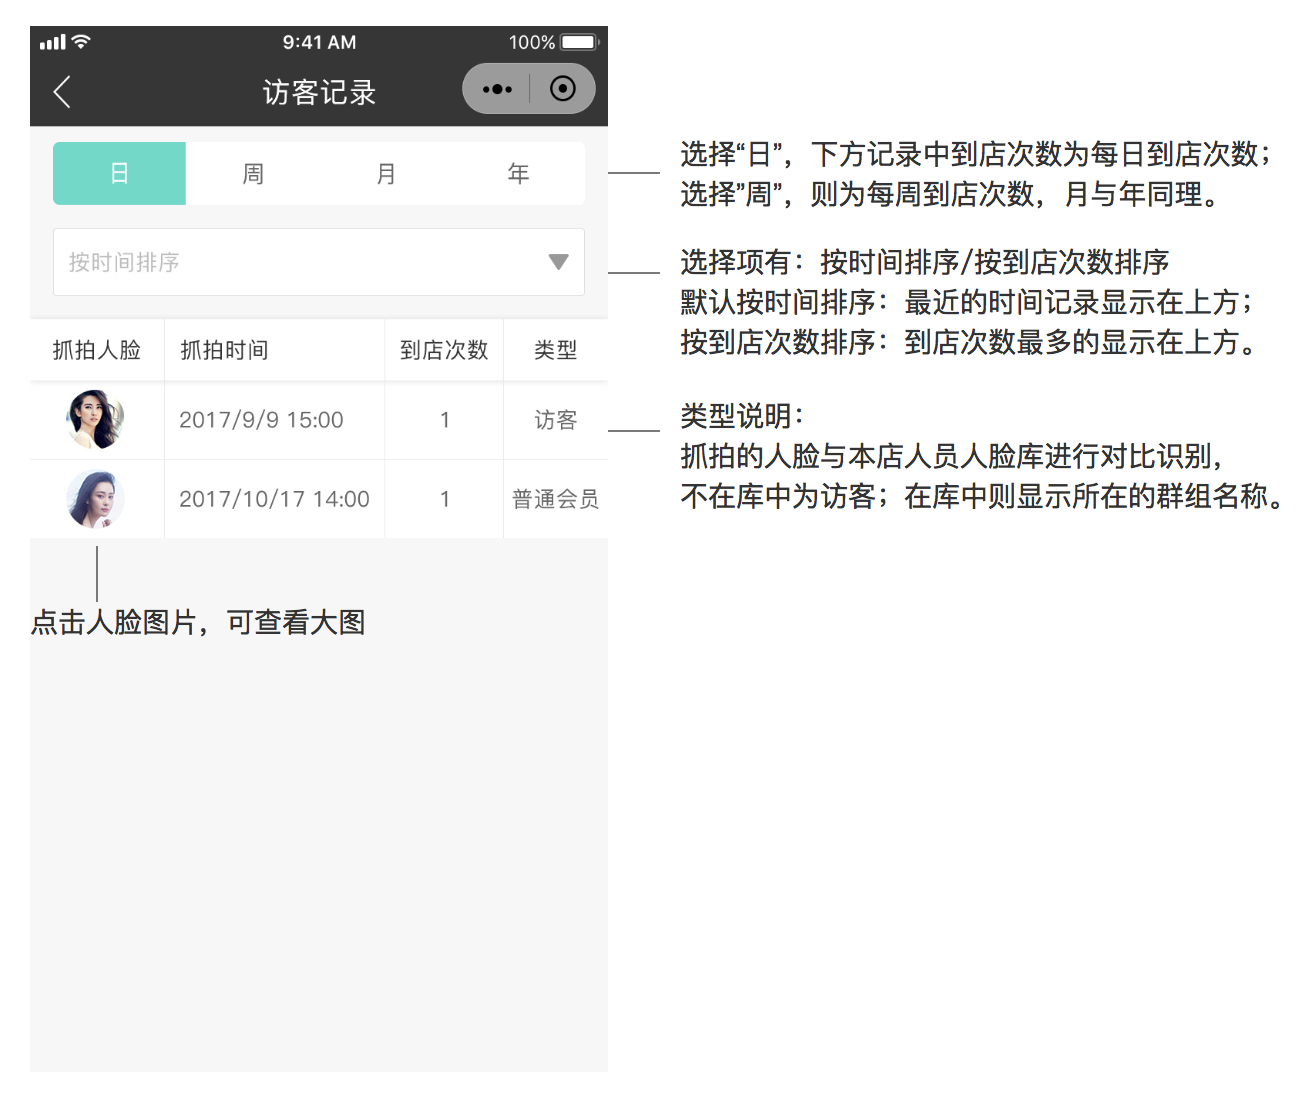 9:41 AM
100%
访客记录
日 周 月 年
按时间排序
抓拍人脸 抓拍时间 到店次数 类型
2017/9/9 15:00 1 访客
2017/10/17 14:00 1 普通会员
点击人脸图片，可查看大图
选择“日”，下方记录中到店次数为每日到店次数；
选择”周”，则为每周到店次数，月与年同理。
选择项有：按时间排序/按到店次数排序
默认按时间排序：最近的时间记录显示在上方；
按到店次数排序：到店次数最多的显示在上方。
类型说明：
抓拍的人脸与本店人员人脸库进行对比识别，
不在库中为访客；在库中则显示所在的群组名称。